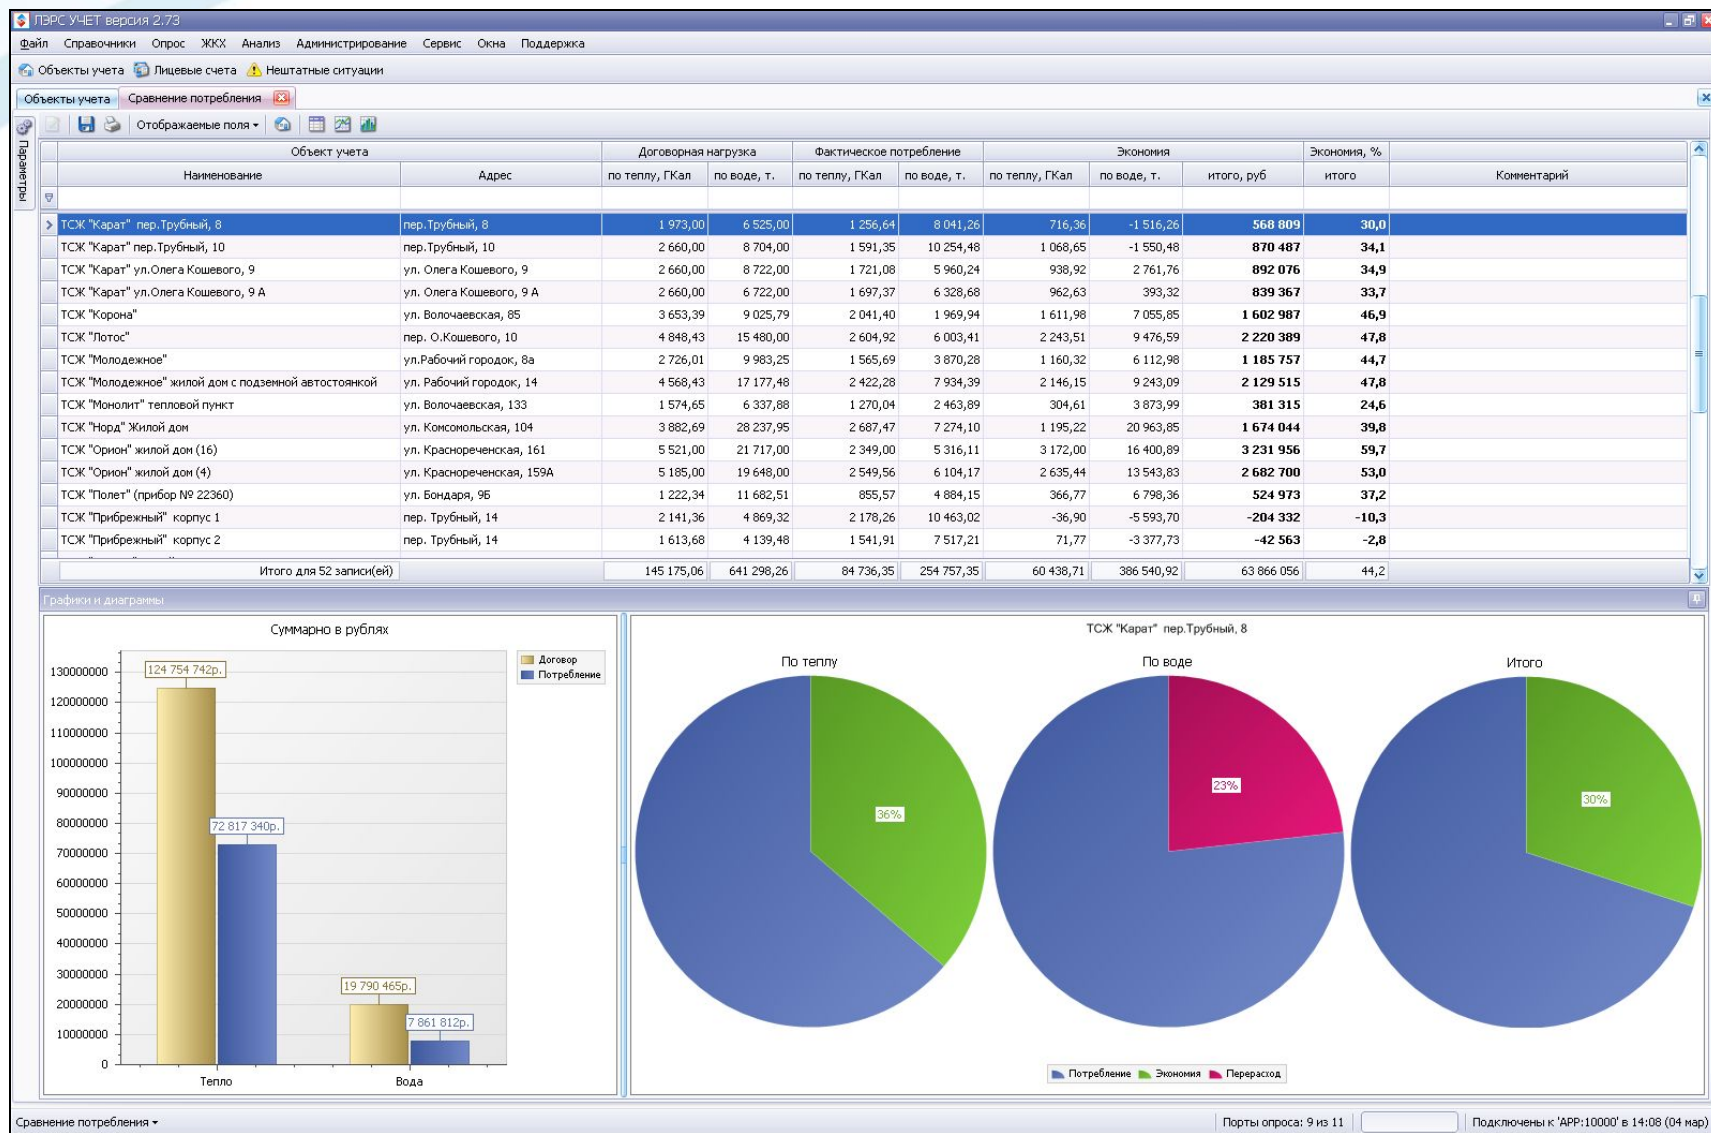 ЛЭРС УЧЕТ версия 2.73
Файл Справочники Опрос ЖКХ Анализ Администрирование Сервис Окна Поддержка
Объекты учета Лицевые счета Нештатные ситуации
Объекты учета Сравнение потребления
Отображаемые поля
Параметры
Объект учета Договорная нагрузка Фактическое потребление Экономия Экономия, %
Наименование Адрес по теплу, ГКал по воде, т. по теплу, ГКал по воде, т. по теплу, ГКал по воде, т. итого, руб итого Комментарий
ТСЖ "Карат" пер.Трубный, 8 пер.Трубный, 8 1 973,00 6 525,00 1 256,64 8 041,26 716,36 -1 516,26 568 809 30,0
ТСЖ "Карат" пер.Трубный, 10 пер.Трубный, 10 2 660,00 8 704,00 1 591,35 10 254,48 1 068,65 -1 550,48 870 487 34,1
ТСЖ "Карат" ул.Олега Кошевого, 9 ул. Олега Кошевого, 9 2 660,00 8 722,00 1 721,08 5 960,24 938,92 2 761,76 892 076 34,9
ТСЖ "Карат" ул.Олега Кошевого, 9 А ул. Олега Кошевого, 9 А 2 660,00 6 722,00 1 697,37 6 328,68 962,63 393,32 839 367 33,7
ТСЖ "Корона" ул. Волочаевская, 85 3 653,39 9 025,79 2 041,40 1 969,94 1 611,98 7 055,85 1 602 987 46,9
ТСЖ "Лотос" пер. О.Кошевого, 10 4 848,43 15 480,00 2 604,92 6 003,41 2 243,51 9 476,59 2 220 389 47,8
ТСЖ "Молодежное" ул.Рабочий городок, 8а 2 726,01 9 983,25 1 565,69 3 870,28 1 160,32 6 112,98 1 185 757 44,7
ТСЖ "Молодежное" жилой дом с подземной автостоянкой ул. Рабочий городок, 14 4 568,43 17 177,48 2 422,28 7 934,39 2 146,15 9 243,09 2 129 515 47,8
ТСЖ "Монолит" тепловой пункт ул. Волочаевская, 133 1 574,65 6 337,88 1 270,04 2 463,89 304,61 3 873,99 381 315 24,6
ТСЖ "Норд" Жилой дом ул. Комсомольская, 104 3 882,69 28 237,95 2 687,47 7 274,10 1 195,22 20 963,85 1 674 044 39,8
ТСЖ "Орион" жилой дом (16) ул. Краснореченская, 161 5 521,00 21 717,00 2 349,00 5 316,11 3 172,00 16 400,89 3 231 956 59,7
ТСЖ "Орион" жилой дом (4) ул. Краснореченская, 159А 5 185,00 19 648,00 2 549,56 6 104,17 2 635,44 13 543,83 2 682 700 53,0
ТСЖ "Полет" (прибор № 22360) ул. Бондаря, 9Б 1 222,34 11 682,51 855,57 4 884,15 366,77 6 798,36 524 973 37,2
ТСЖ "Прибрежный" корпус 1 пер. Трубный, 14 2 141,36 4 869,32 2 178,26 10 463,02 -36,90 -5 593,70 -204 332 -10,3
ТСЖ "Прибрежный" корпус 2 пер. Трубный, 14 1 613,68 4 139,48 1 541,91 7 517,21 71,77 -3 377,73 -42 563 -2,8
Итого для 52 записи(ей) 145 175,06 641 298,26 84 736,35 254 757,35 60 438,71 386 540,92 63 866 056 44,2
Графики и диаграммы
Суммарно в рублях
Договор
Потребление
130000000
120000000
110000000
100000000
90000000
80000000
70000000
60000000
50000000
40000000
30000000
20000000
10000000
0
124 754 742р.
72 817 340р.
19 790 465р.
7 861 812р.
Тепло Вода
ТСЖ "Карат" пер.Трубный, 8
По теплу По воде Итого
36% 23% 30%
Потребление Экономия Перерасход
Сравнение потребления Порты опроса: 9 из 11 Подключены к 'APP:10000' в 14:08 (04 мар)